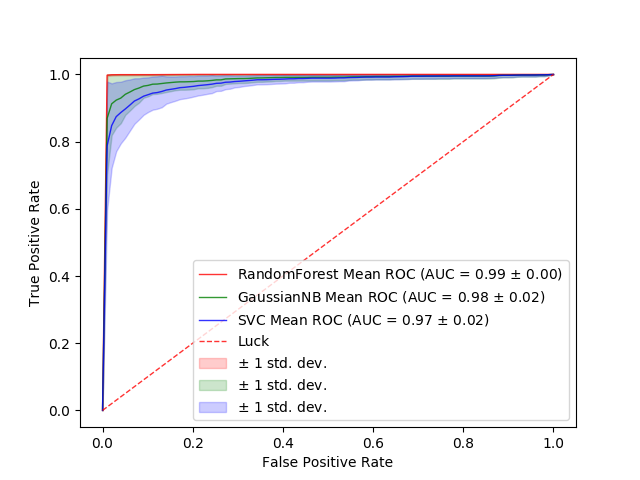 1.0
0.8
0.6
0.4
0.2
0.0
True Positive Rate
RandomForest Mean ROC (AUC = 0.99 ± 0.00)
GaussianNB Mean ROC (AUC = 0.98 ± 0.02)
SVC Mean ROC (AUC = 0.97 ± 0.02)
Luck
± 1 std. dev.
± 1 std. dev.
± 1 std. dev.
0.0 0.2 0.4 0.6 0.8 1.0
False Positive Rate